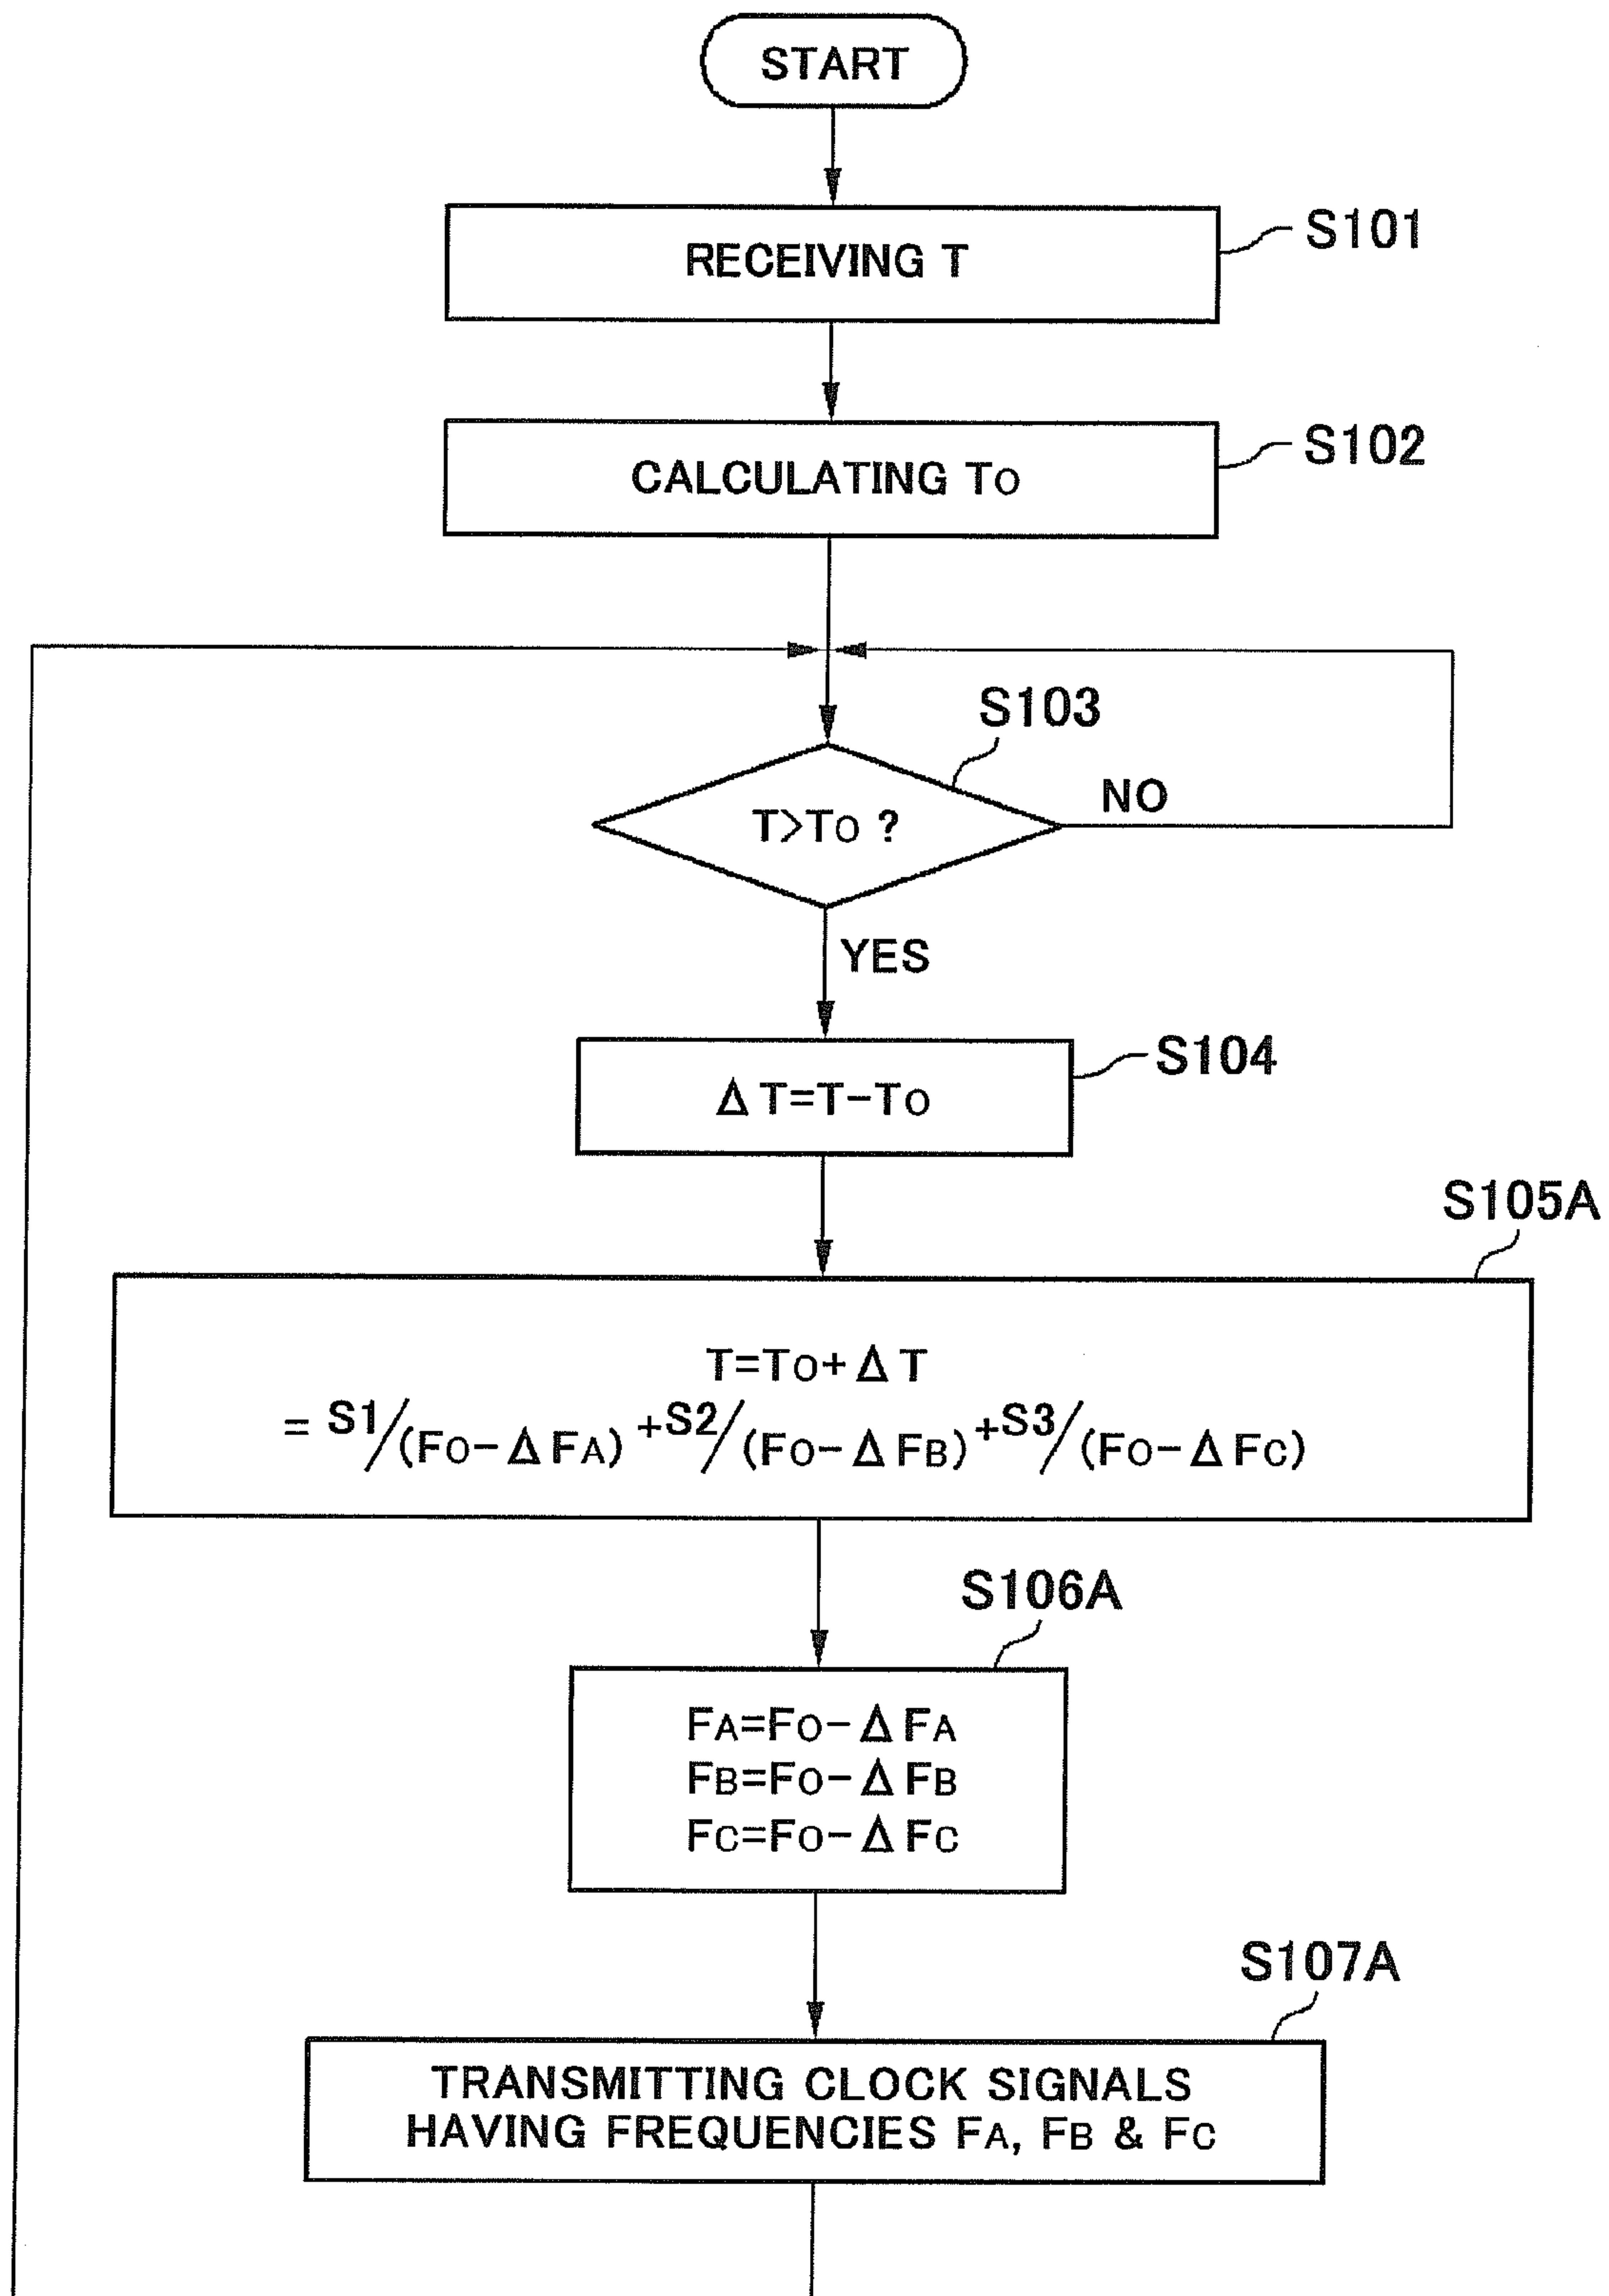 START
RECEIVING T
S101
CALCULATING To
S102
S103
T>To ?
NO
YES
ΔT=T-To
S104
S105A
T=To+ΔT
= S1/(Fo-ΔFA) +S2/(Fo-ΔFB) +S3/(Fo-ΔFC)
S106A
FA=Fo-ΔFA
FB=Fo-ΔFB
FC=Fo-ΔFC
S107A
TRANSMITTING CLOCK SIGNALS
HAVING FREQUENCIES FA, FB & FC